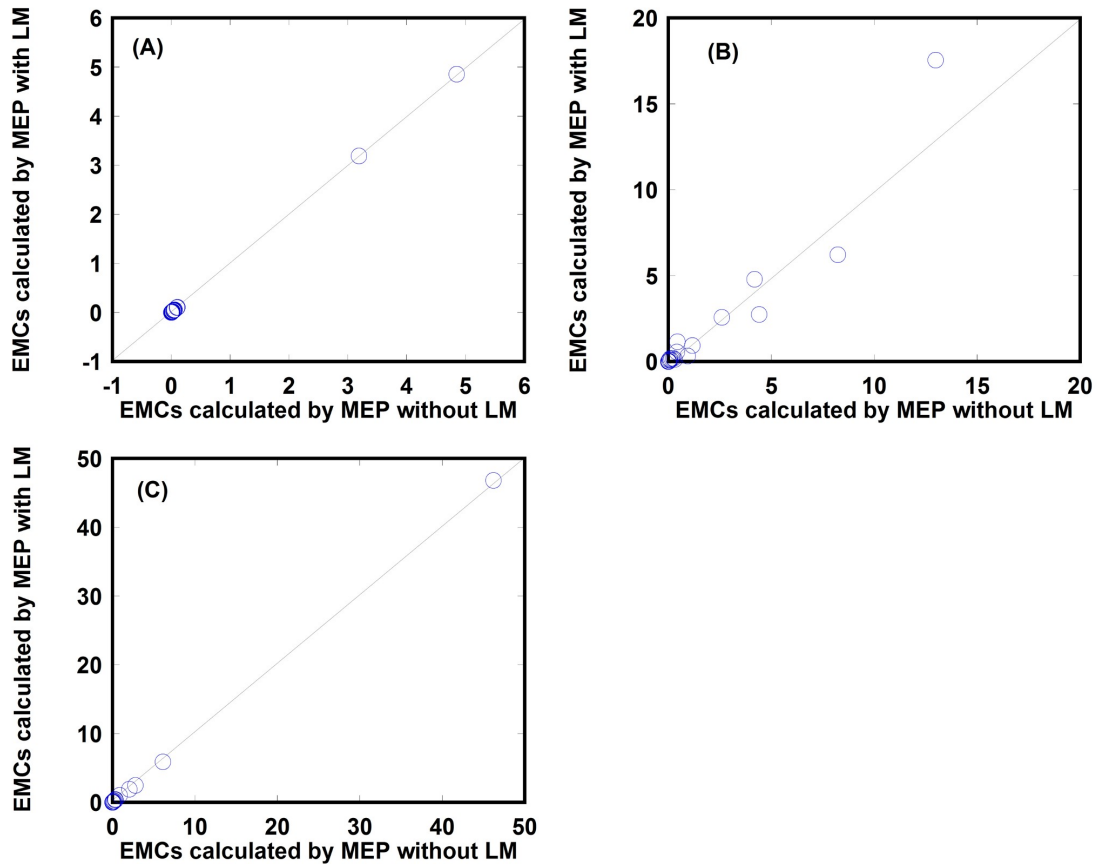 (A)
EMCs calculated by MEP with LM
6
5
4
3
2
1
0
-1
-1 0 1 2 3 4 5 6
EMCs calculated by MEP without LM
(B)
EMCs calculated by MEP with LM
20
15
10
5
0
0 5 10 15 20
EMCs calculated by MEP without LM
(C)
EMCs calculated by MEP with LM
50
40
30
20
10
0
0 10 20 30 40 50
EMCs calculated by MEP without LM